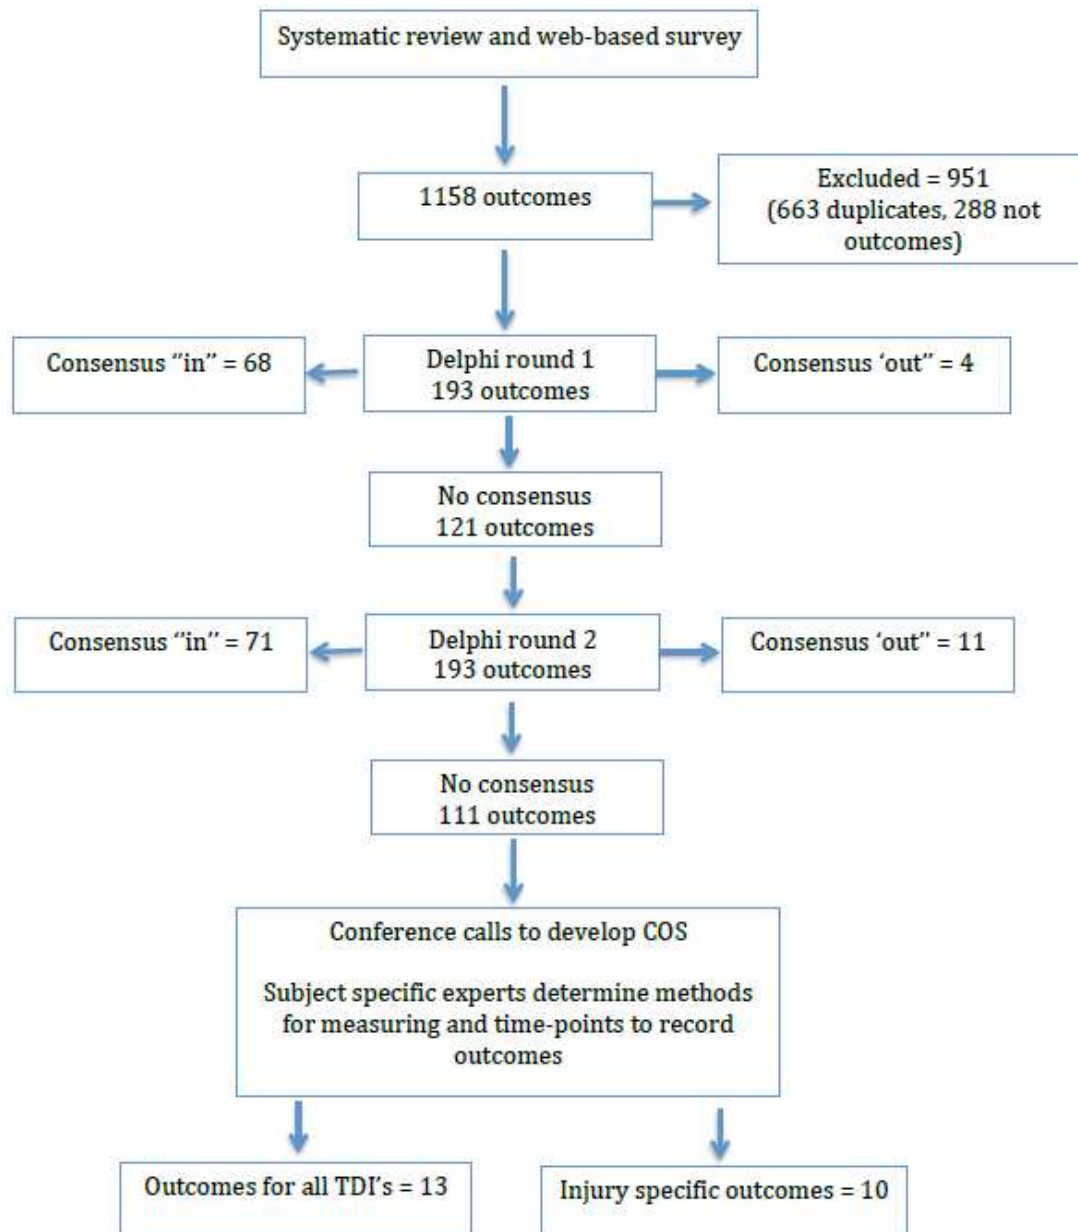 Systematic review and web-based survey
1158 outcomes
Excluded = 951
(663 duplicates, 288 not
outcomes)
Consensus "in" = 68
Delphi round 1
193 outcomes
Consensus 'out" = 4
No consensus
121 outcomes
Consensus "in" = 71
Delphi round 2
193 outcomes
Consensus 'out" = 11
No consensus
111 outcomes
Conference calls to develop COS
Subject specific experts determine methods
for measuring and time-points to record
outcomes
Outcomes for all TDI's = 13
Injury specific outcomes = 10